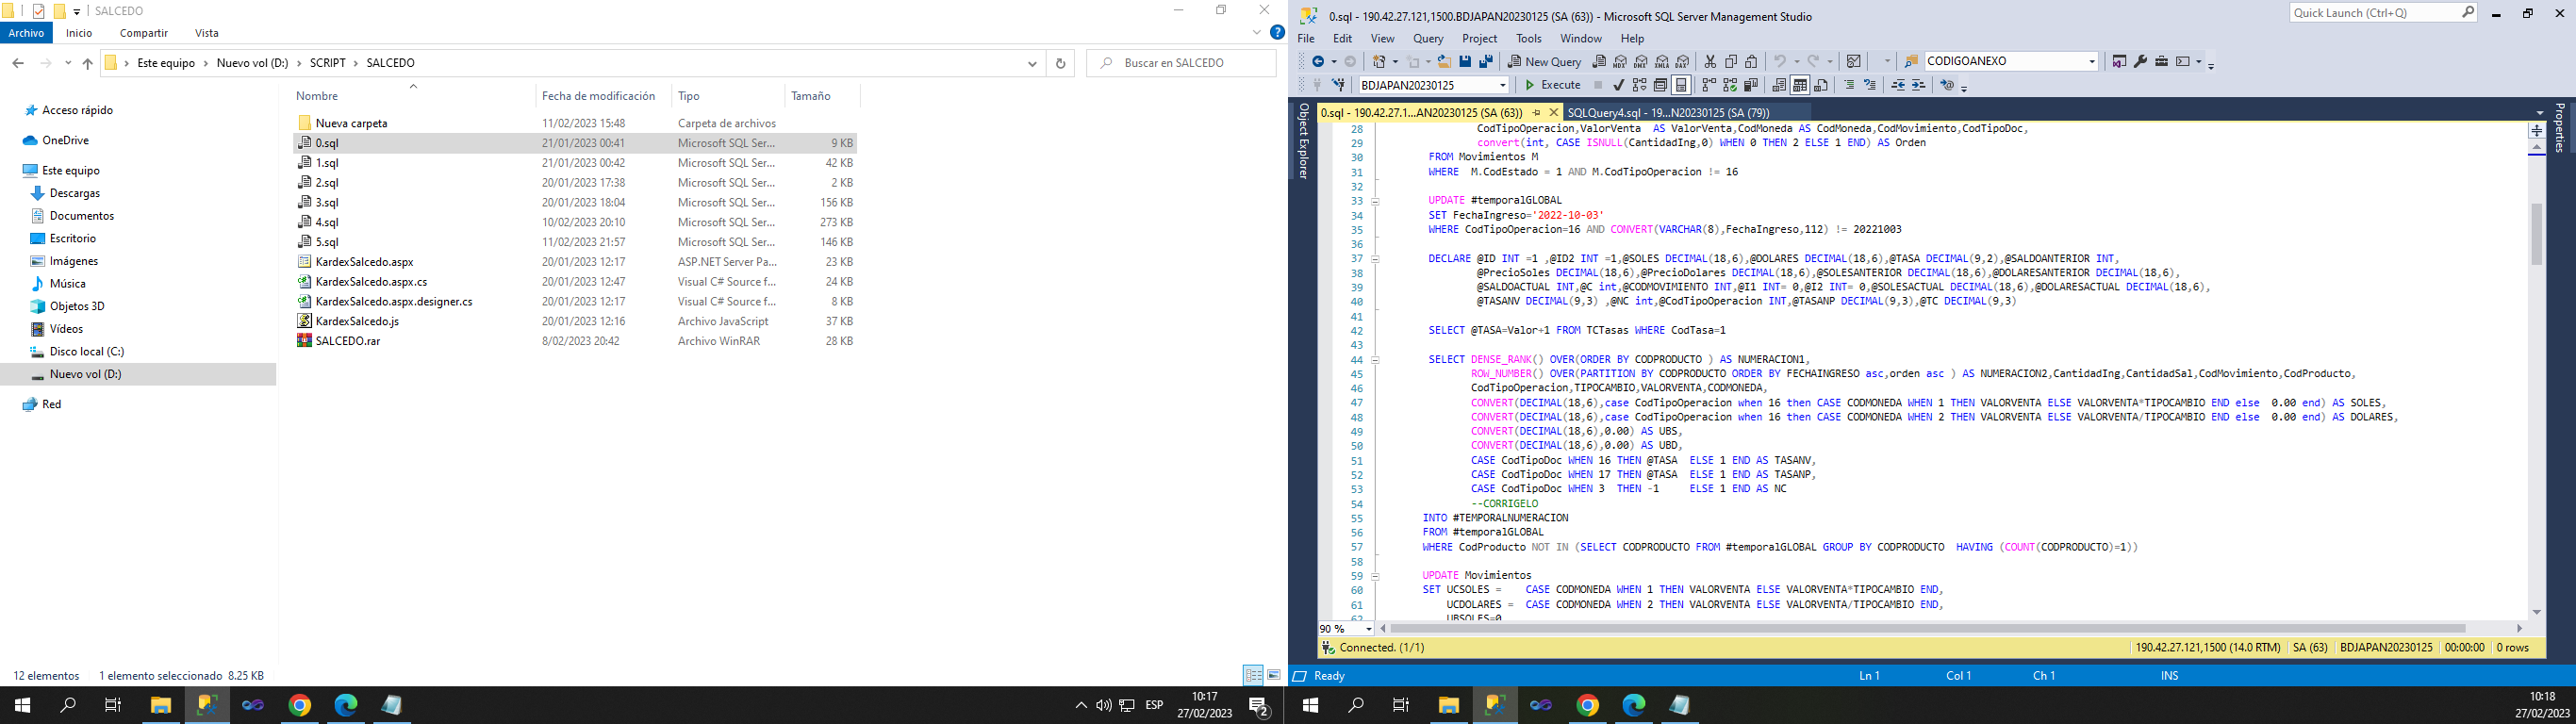 SALCEDO
Archivo Inicio Compartir Vista
Este equipo Nuevo vol (D:) SCRIPT SALCEDO
Buscar en SALCEDO
Acceso rápido
OneDrive
Este equipo
Descargas
Documentos
Escritorio
Imágenes
Música
Objetos 3D
Vídeos
Disco local (C:)
Nuevo vol (D:)
Red
Nombre Fecha de modificación Tipo Tamaño
Nueva carpeta 11/02/2023 15:48 Carpeta de archivos
0.sql 21/01/2023 00:41 Microsoft SQL Ser... 9 KB
1.sql 21/01/2023 00:42 Microsoft SQL Ser... 42 KB
2.sql 20/01/2023 17:38 Microsoft SQL Ser... 2 KB
3.sql 20/01/2023 18:04 Microsoft SQL Ser... 156 KB
4.sql 10/02/2023 20:10 Microsoft SQL Ser... 273 KB
5.sql 11/02/2023 21:57 Microsoft SQL Ser... 146 KB
KardexSalcedo.aspx 20/01/2023 12:17 ASP.NET Server Pa... 23 KB
KardexSalcedo.aspx.cs 20/01/2023 12:47 Visual C# Source f... 24 KB
KardexSalcedo.aspx.designer.cs 20/01/2023 12:17 Visual C# Source f... 8 KB
KardexSalcedo.js 20/01/2023 12:16 Archivo JavaScript 37 KB
SALCEDO.rar 8/02/2023 20:42 Archivo WinRAR 28 KB
12 elementos 1 elemento seleccionado 8.25 KB
ESP
10:17
27/02/2023
2
0.sql - 190.42.27.121,1500.BDJAPAN20230125 (SA (63)) - Microsoft SQL Server Management Studio
Quick Launch (Ctrl+Q)
File Edit View Query Project Tools Window Help
New Query
CODIGOANEXO
BDJAPAN20230125
Execute
Object Explorer
Properties
0.sql - 190.42.27.1...AN20230125 (SA (63)) SQLQuery4.sql - 19...N20230125 (SA (79))
28 CodTipoOperacion,ValorVenta AS ValorVenta,CodMoneda AS CodMoneda,CodMovimiento,CodTipoDoc,
29 convert(int, CASE ISNULL(CantidadIng,0) WHEN 0 THEN 2 ELSE 1 END) AS Orden
30 FROM Movimientos M
31 WHERE M.CodEstado = 1 AND M.CodTipoOperacion != 16
32
33 UPDATE #temporalGLOBAL
34 SET FechaIngreso='2022-10-03'
35 WHERE CodTipoOperacion=16 AND CONVERT(VARCHAR(8),FechaIngreso,112) != 20221003
36
37 DECLARE @ID INT =1 ,@ID2 INT =1,@SOLES DECIMAL(18,6),@DOLARES DECIMAL(18,6),@TASA DECIMAL(9,2),@SALDOANTERIOR INT,
38 @PrecioSoles DECIMAL(18,6),@PrecioDolares DECIMAL(18,6),@SOLESANTERIOR DECIMAL(18,6),@DOLARESANTERIOR DECIMAL(18,6),
39 @SALDOACTUAL INT,@C int,@CODMOVIMIENTO INT,@I1 INT= 0,@I2 INT= 0,@SOLESACTUAL DECIMAL(18,6),@DOLARESACTUAL DECIMAL(18,6),
40 @TASANV DECIMAL(9,3) ,@NC int,@CodTipoOperacion INT,@TASANP DECIMAL(9,3),@TC DECIMAL(9,3)
41
42 SELECT @TASA=Valor+1 FROM TCTasas WHERE CodTasa=1
43
44 SELECT DENSE_RANK() OVER(ORDER BY CODPRODUCTO ) AS NUMERACION1,
45 ROW_NUMBER() OVER(PARTITION BY CODPRODUCTO ORDER BY FECHAINGRESO asc,orden asc ) AS NUMERACION2,CantidadIng,CantidadSal,CodMovimiento,CodProducto,
46 CodTipoOperacion,TIPOCAMBIO,VALORVENTA,CODMONEDA,
47 CONVERT(DECIMAL(18,6),case CodTipoOperacion when 16 then CASE CODMONEDA WHEN 1 THEN VALORVENTA ELSE VALORVENTA*TIPOCAMBIO END else 0.00 end) AS SOLES,
48 CONVERT(DECIMAL(18,6),case CodTipoOperacion when 16 then CASE CODMONEDA WHEN 2 THEN VALORVENTA ELSE VALORVENTA/TIPOCAMBIO END else 0.00 end) AS DOLARES,
49 CONVERT(DECIMAL(18,6),0.00) AS UBS,
50 CONVERT(DECIMAL(18,6),0.00) AS UBD,
51 CASE CodTipoDoc WHEN 16 THEN @TASA ELSE 1 END AS TASANV,
52 CASE CodTipoDoc WHEN 17 THEN @TASA ELSE 1 END AS TASANP,
53 CASE CodTipoDoc WHEN 3 THEN -1 ELSE 1 END AS NC
54 --CORRIGELO
55 INTO #TEMPORALNUMERACION
56 FROM #temporalGLOBAL
57 WHERE CodProducto NOT IN (SELECT CODPRODUCTO FROM #temporalGLOBAL GROUP BY CODPRODUCTO HAVING (COUNT(CODPRODUCTO)=1))
58
59 UPDATE Movimientos
60 SET UCSOLES = CASE CODMONEDA WHEN 1 THEN VALORVENTA ELSE VALORVENTA*TIPOCAMBIO END,
61 UCDOLARES = CASE CODMONEDA WHEN 2 THEN VALORVENTA ELSE VALORVENTA/TIPOCAMBIO END,
62 UBSOLES=0
90 %
Connected. (1/1) 190.42.27.121,1500 (14.0 RTM) SA (63) BDJAPAN20230125 00:00:00 0 rows
Ready Ln 1 Col 1 Ch 1 INS
10:18
27/02/2023